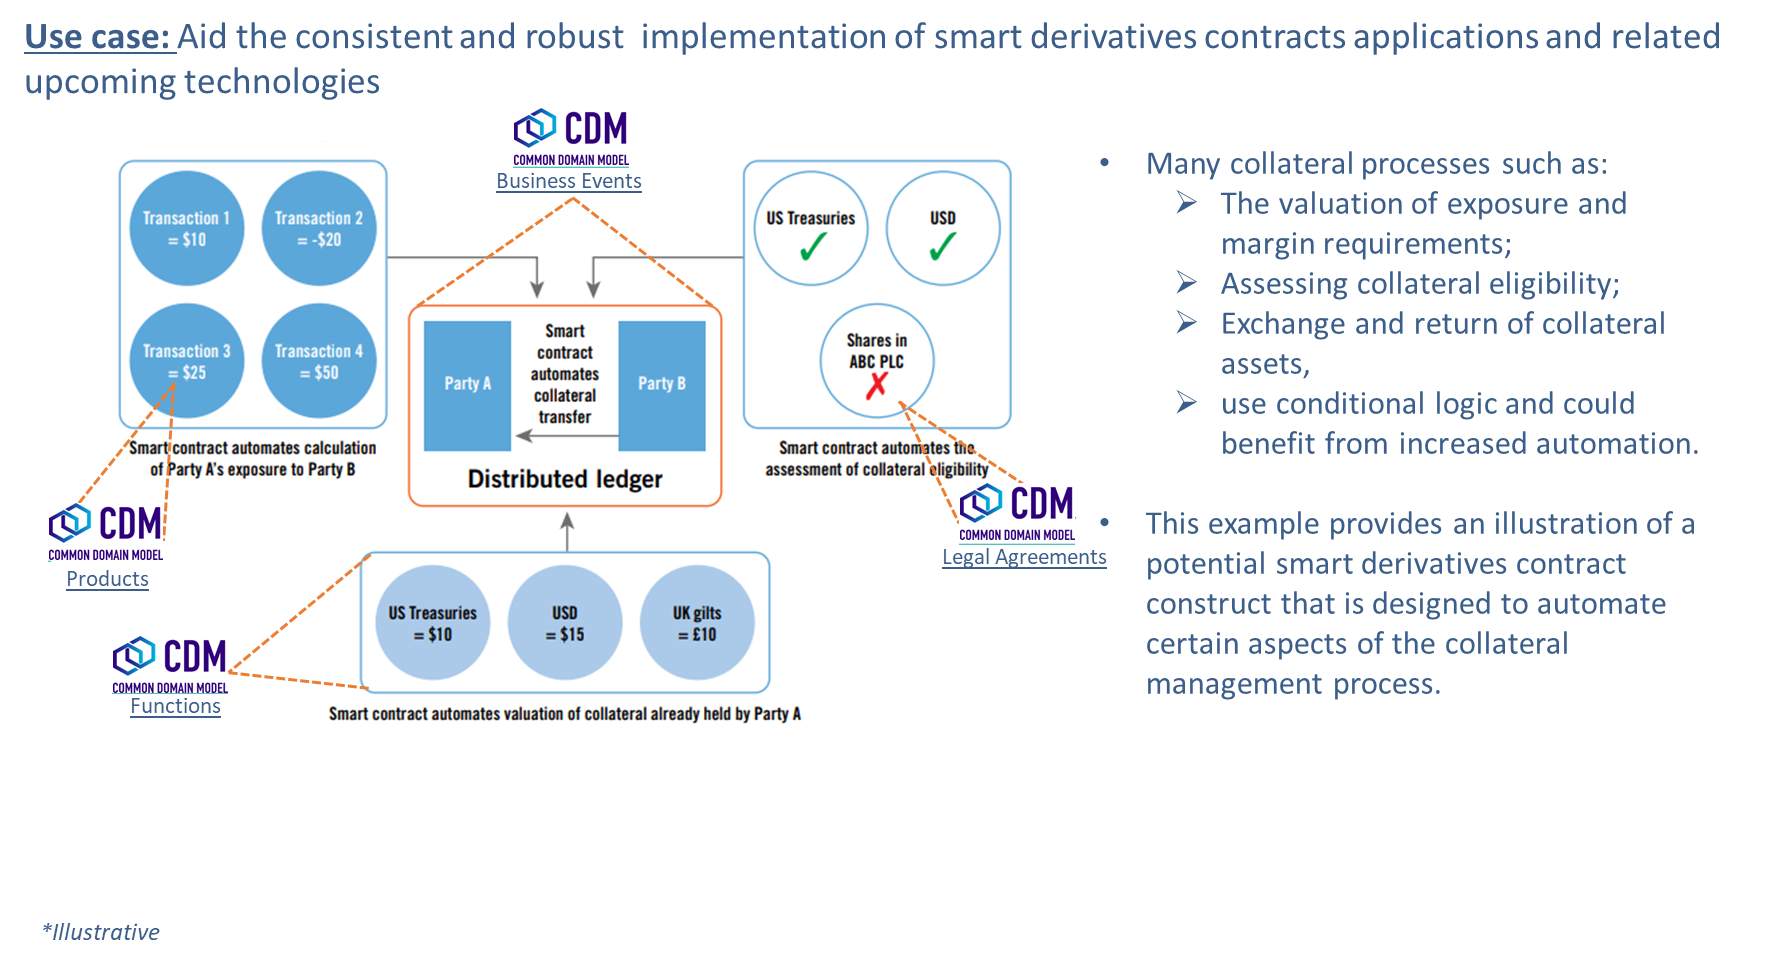 Use case: Aid the consistent and robust implementation of smart derivatives contracts applications and related
upcoming technologies
CDM
COMMON DOMAIN MODEL
Business Events
Transaction 1
= $10
Transaction 2
= -$20
Transaction 3
= $25
Transaction 4
= $50
Smart contract automates calculation
of Party A's exposure to Party B
Party A
Smart
contract
automates
collateral
transfer
Party B
Distributed ledger
US Treasuries
USD
Shares in
ABC PLC
Smart contract automates the
assessment of collateral eligibility
CDM
COMMON DOMAIN MODEL
Products
CDM
COMMON DOMAIN MODEL
Legal Agreements
CDM
COMMON DOMAIN MODEL
Functions
US Treasuries
= $10
USD
= $15
UK gilts
= £10
Smart contract automates valuation of collateral already held by Party A
• Many collateral processes such as:
➢ The valuation of exposure and
margin requirements;
➢ Assessing collateral eligibility;
➢ Exchange and return of collateral
assets,
➢ use conditional logic and could
benefit from increased automation.
• This example provides an illustration of a
potential smart derivatives contract
construct that is designed to automate
certain aspects of the collateral
management process.
*Illustrative